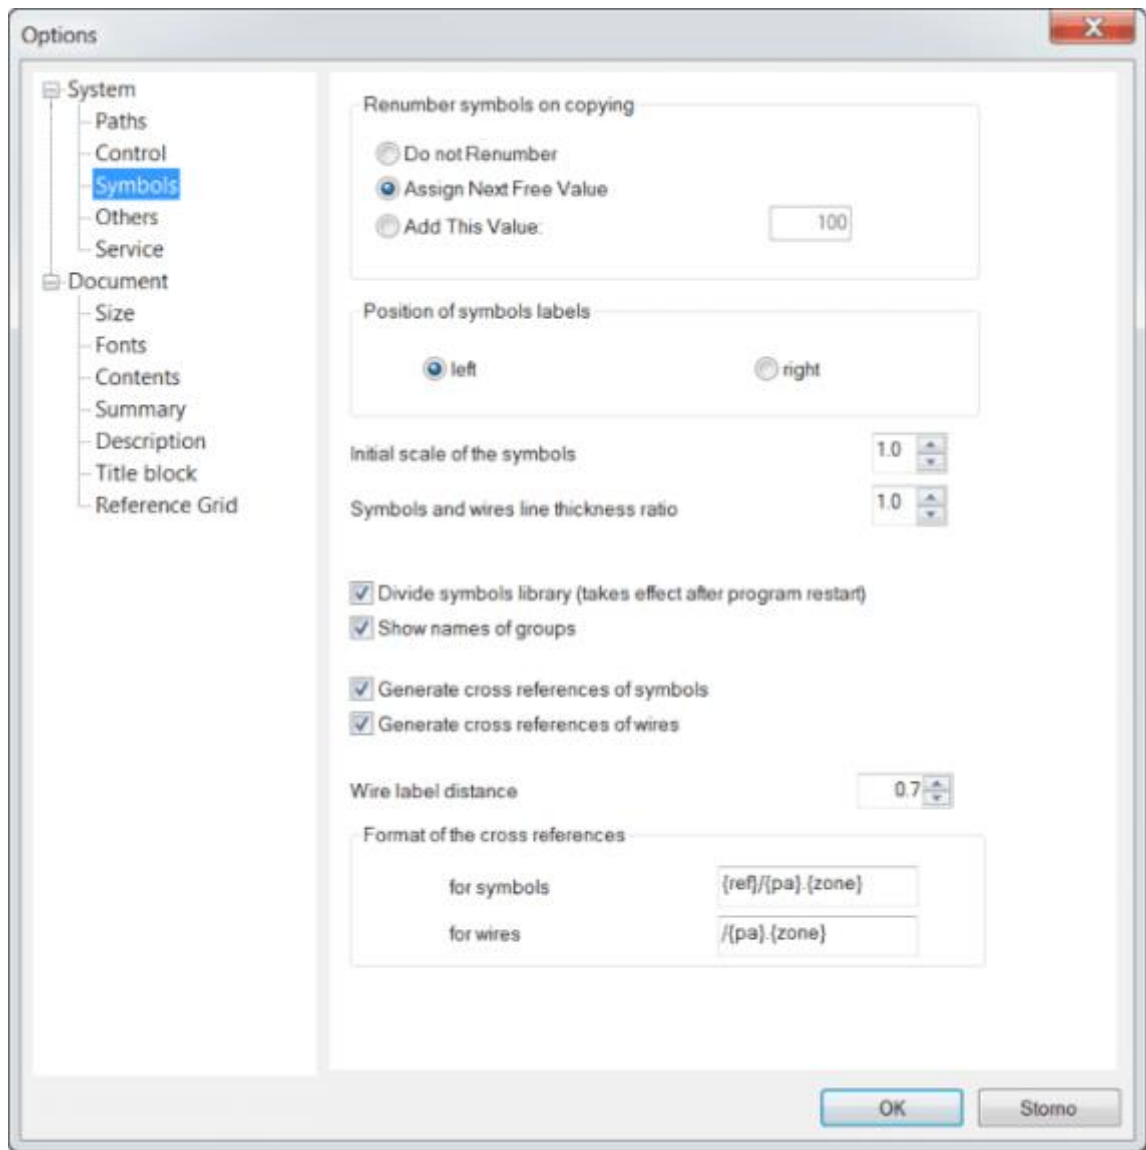 Options
System
Paths
Control
Symbols
Others
Service
Document
Size
Fonts
Contents
Summary
Description
Title block
Reference Grid
Renumber symbols on copying
Do not Renumber
Assign Next Free Value
Add This Value: 100
Position of symbols labels
left right
Initial scale of the symbols 1.0
Symbols and wires line thickness ratio 1.0
Divide symbols library (takes effect after program restart)
Show names of groups
Generate cross references of symbols
Generate cross references of wires
Wire label distance 0.7
Format of the cross references
for symbols {ref}/{pa}.{zone}
for wires /{pa}.{zone}
OK Storno